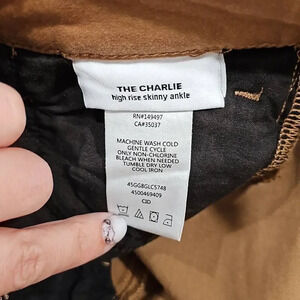 THE CHARLIE
high rise skinny ankle
RN#149497
CA#35037
MACHINE WASH COLD
GENTLE CYCLE
ONLY NON-CHLORINE
BLEACH WHEN NEEDED
TUMBLE DRY LOW
COOL IRON
45GG8GLC5748
4500469409
CID